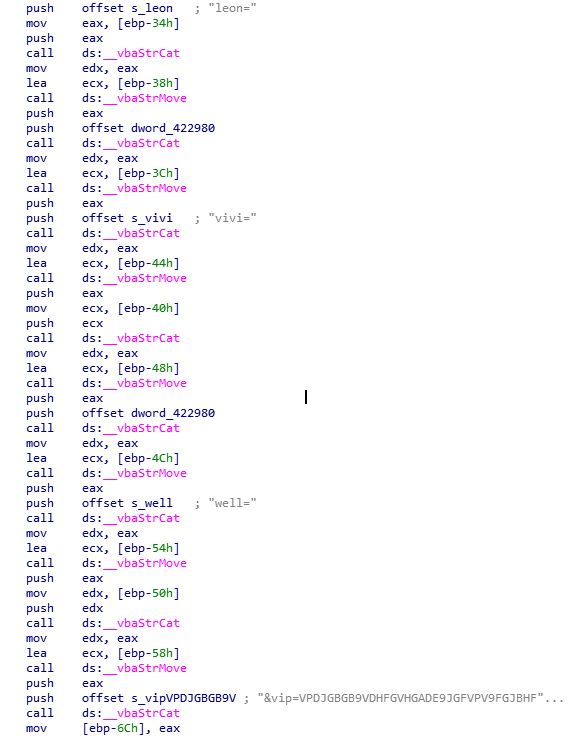 push offset s_leon ; "leon="
mov eax, [ebp-34h]
push eax
call ds:__vbaStrCat
mov edx, eax
lea ecx, [ebp-38h]
call ds:__vbaStrMove
push eax
push offset dword_422980
call ds:__vbaStrCat
mov edx, eax
lea ecx, [ebp-3Ch]
call ds:__vbaStrMove
push eax
push offset s_vivi ; "vivi="
call ds:__vbaStrCat
mov edx, eax
lea ecx, [ebp-44h]
call ds:__vbaStrMove
push eax
mov ecx, [ebp-40h]
push ecx
call ds:__vbaStrCat
mov edx, eax
lea ecx, [ebp-48h]
call ds:__vbaStrMove
push eax
push offset dword_422980
call ds:__vbaStrCat
mov edx, eax
lea ecx, [ebp-4Ch]
call ds:__vbaStrMove
push eax
push offset s_well ; "well="
call ds:__vbaStrCat
mov edx, eax
lea ecx, [ebp-54h]
call ds:__vbaStrMove
push eax
mov edx, [ebp-50h]
push edx
call ds:__vbaStrCat
mov edx, eax
lea ecx, [ebp-58h]
call ds:__vbaStrMove
push eax
push offset s_vipVPDJGBGB9V ; "&vip=VPDJGBGB9VDHFGVHGADE9JGFVPV9FGJBHF"...
call ds:__vbaStrCat
mov [ebp-6Ch], eax